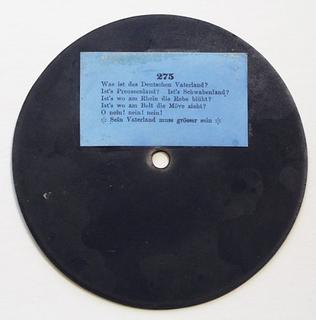 275
Was ist des Deutschen Vaterland?
Ist's Preussenland? Ist's Schwabenland?
Ist's wo am Rhein die Rebe blüht?
Ist's wo am Belt die Möve zieht?
O nein! nein! nein!
Sein Vaterland muss grösser sein